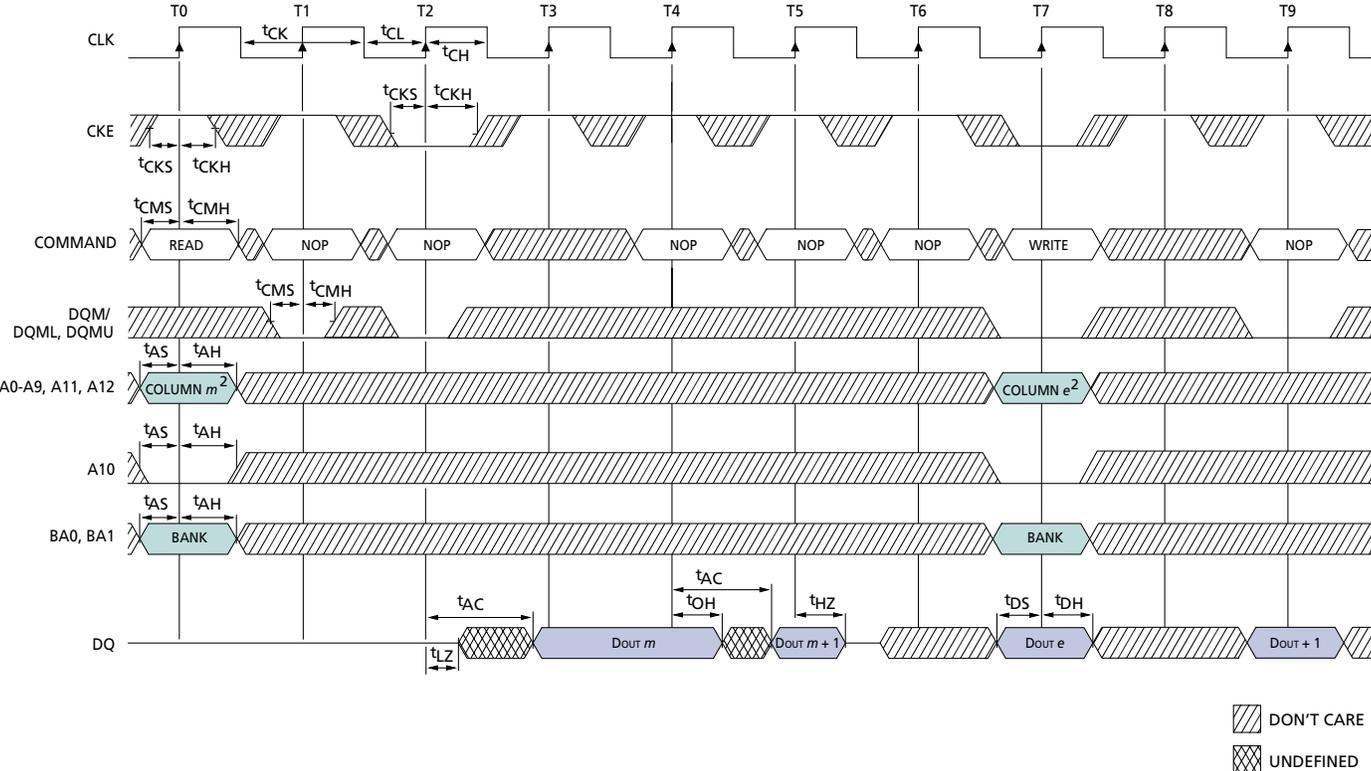 T0 T1 T2 T3 T4 T5 T6 T7 T8 T9
CLK
tCK tCL
tCH
tCKS tCKH
CKE
tCKS tCKH
tCMS tCMH
COMMAND READ NOP NOP NOP NOP NOP WRITE NOP
tCMS tCMH
DQM/
DQML, DQMU
tAS tAH
A0-A9, A11, A12 COLUMN m2 COLUMN e2
tAS tAH
A10
tAS tAH
BA0, BA1 BANK BANK
tAC
tAC tOH tHZ tDS tDH
DQ DOUT m DOUT m + 1 DOUT e DOUT + 1
tLZ
DON'T CARE
UNDEFINED